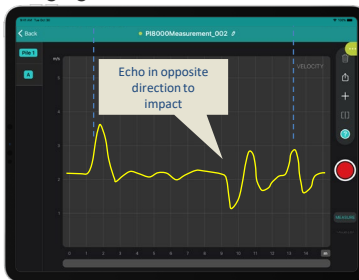 Back
PI8000Measurement_002
Pile 1
A
m/s
VELOCITY
Echo in opposite
direction to
impact
MEASURE
0 1 2 3 4 5 6 7 8 9 10 11 12 13 14 m